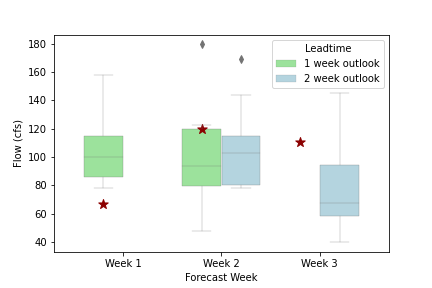 Leadtime
1 week outlook
2 week outlook
Flow (cfs)
180
160
140
120
100
80
60
40
Week 1 Week 2 Week 3
Forecast Week